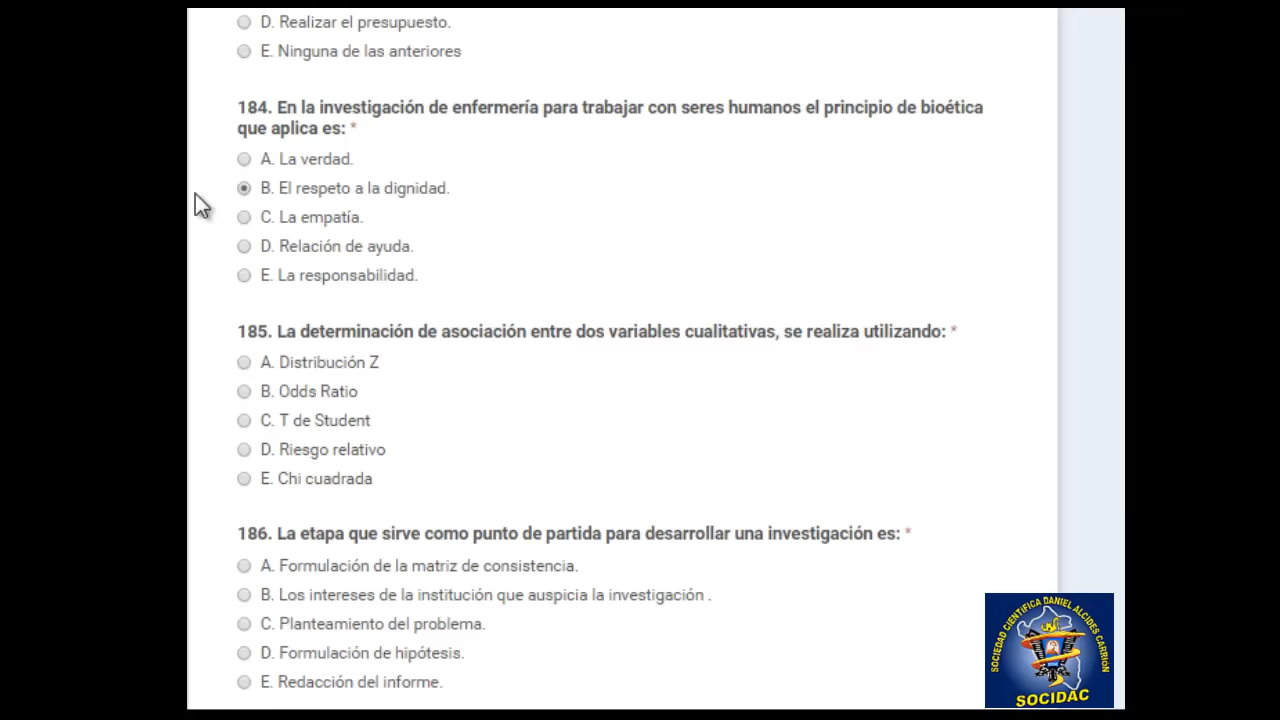 D. Realizar el presupuesto.
E. Ninguna de las anteriores
184. En la investigación de enfermería para trabajar con seres humanos el principio de bioética
que aplica es: *
A. La verdad.
B. El respeto a la dignidad.
C. La empatía.
D. Relación de ayuda.
E. La responsabilidad.
185. La determinación de asociación entre dos variables cualitativas, se realiza utilizando: *
A. Distribución Z
B. Odds Ratio
C. T de Student
D. Riesgo relativo
E. Chi cuadrada
186. La etapa que sirve como punto de partida para desarrollar una investigación es: *
A. Formulación de la matriz de consistencia.
B. Los intereses de la institución que auspicia la investigación .
C. Planteamiento del problema.
D. Formulación de hipótesis.
E. Redacción del informe.
SOCIEDAD CIENTIFICA DANIEL ALCIDES CARRIÓN
SOCIDAC